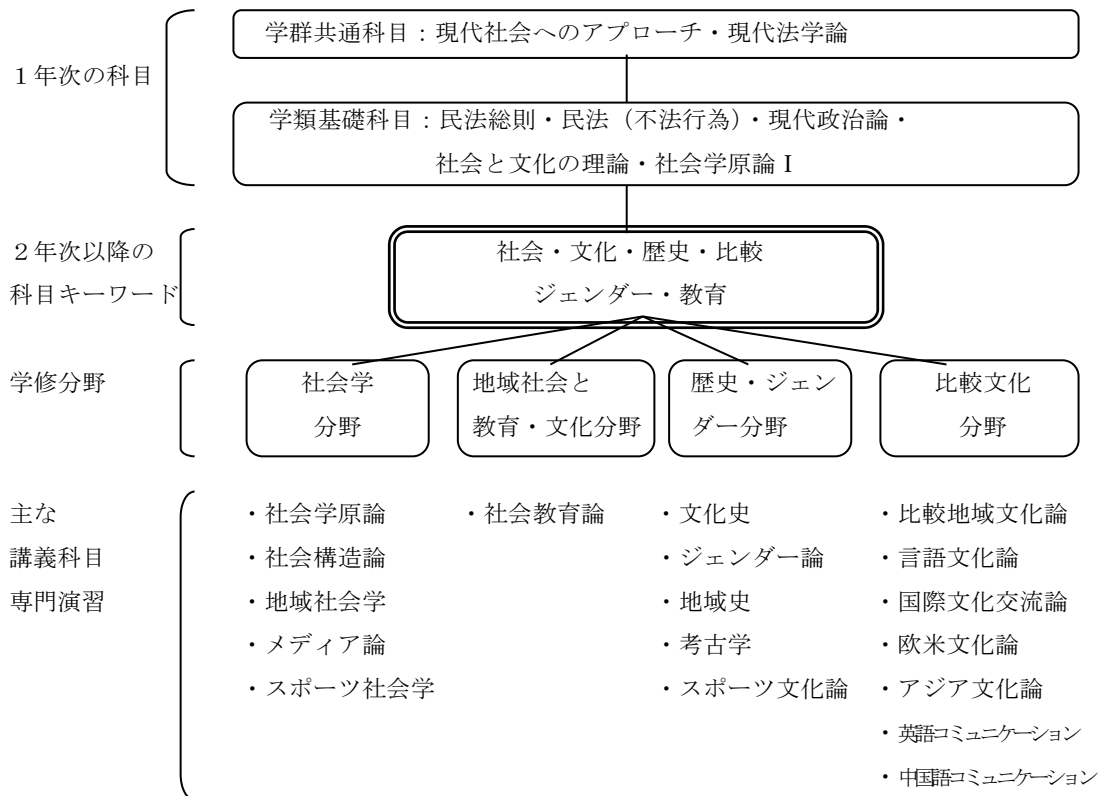 学群共通科目：現代社会へのアプローチ・現代法学論
１年次の科目
学類基礎科目：民法総則・民法（不法行為）・現代政治論・
社会と文化の理論・社会学原論Ⅰ
２年次以降の
科目キーワード
社会・文化・歴史・比較
ジェンダー・教育
学修分野
社会学
分野
地域社会と
教育・文化分野
歴史・ジェン
ダー分野
比較文化
分野
主な
講義科目
専門演習
・社会学原論
・社会構造論
・地域社会学
・メディア論
・スポーツ社会学
・社会教育論
・文化史
・ジェンダー論
・地域史
・考古学
・スポーツ文化論
・比較地域文化論
・言語文化論
・国際文化交流論
・欧米文化論
・アジア文化論
・英語コミュニケーション
・中国語コミュニケーション